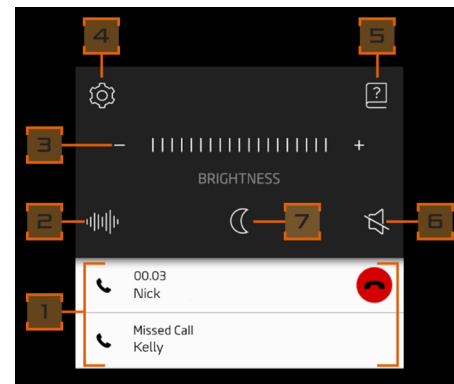 4
5
?
3
– +
BRIGHTNESS
2
7
6
1
00.03
Nick
Missed Call
Kelly